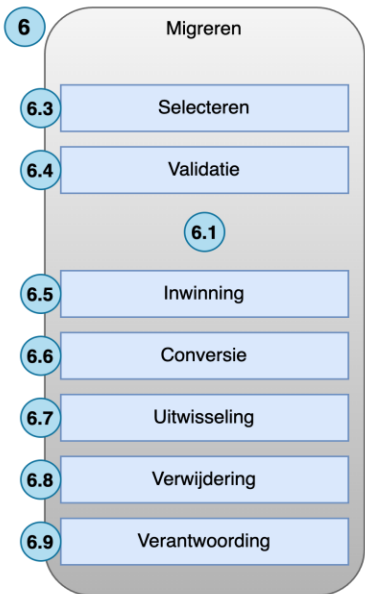 6 Migreren
6.3 Selecteren
6.4 Validatie
6.1
6.5 Inwinning
6.6 Conversie
6.7 Uitwisseling
6.8 Verwijdering
6.9 Verantwoording